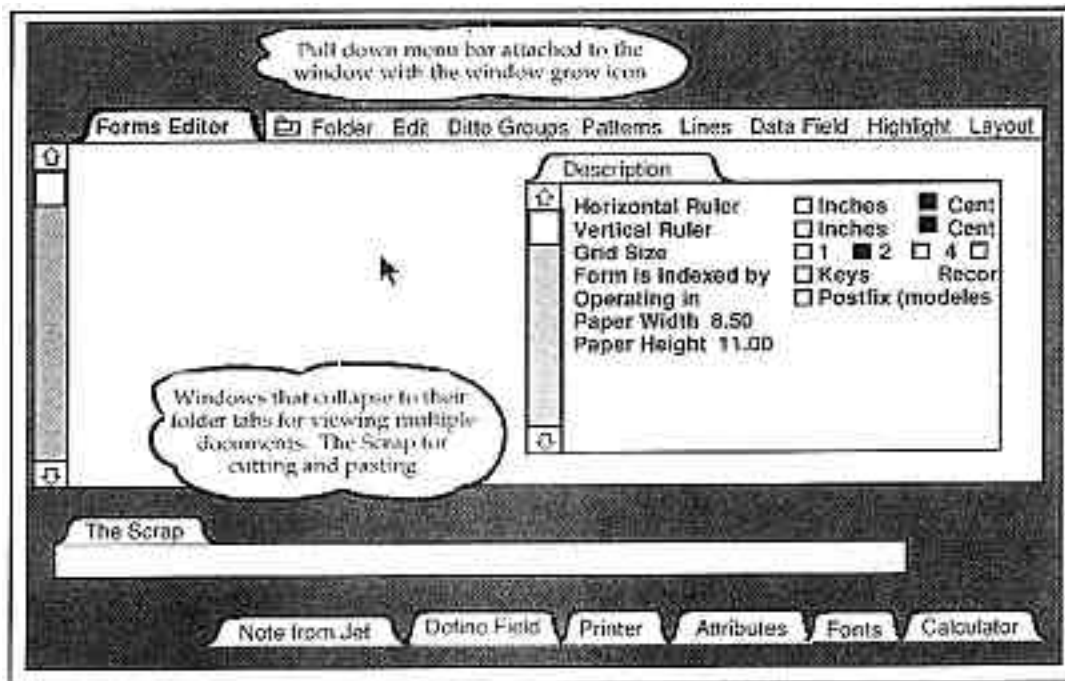 Pull down menu bar attached to the
window with the window grow icon
Forms Editor Folder Edit Ditto Groups Patterns Lines Data Field Highlight Layout
Description
Horizontal Ruler Inches Cent
Vertical Ruler Inches Cent
Grid Size 1 2 4
Form is Indexed by Keys Recor
Operating in Postfix (modeles
Paper Width 8.50
Paper Height 11.00
Windows that collapse to their
folder tabs for viewing multiple
documents. The Scrap for
cutting and pasting
The Scrap
Note from Jef Define Field Printer Attributes Fonts Calculator